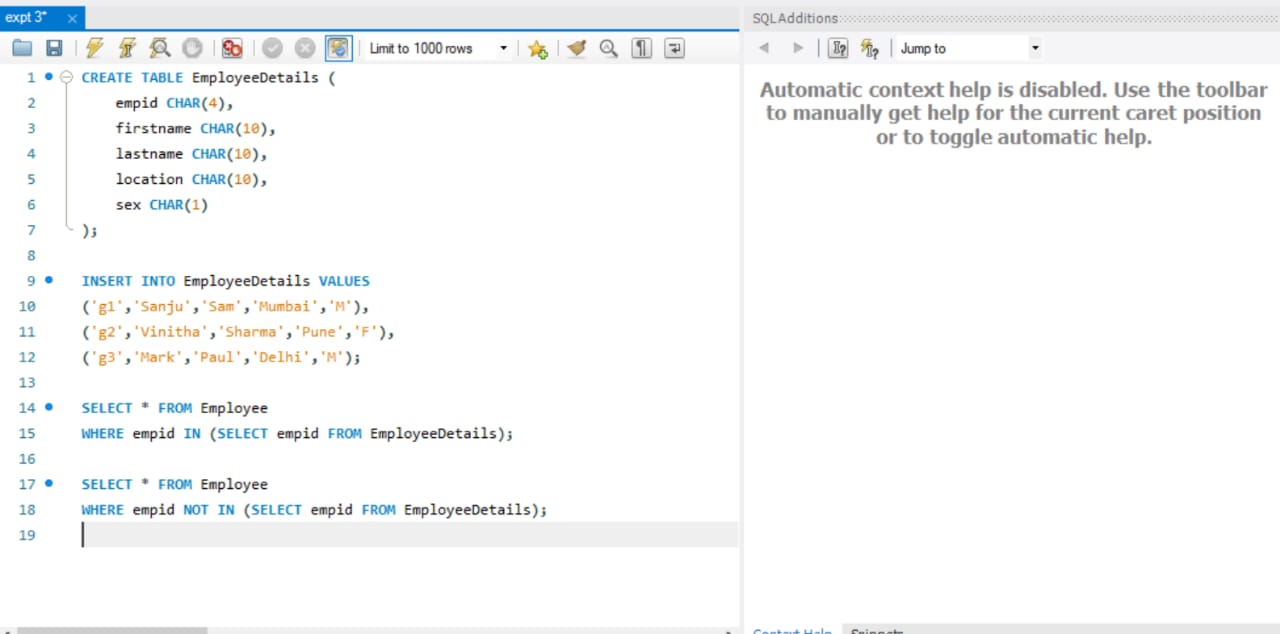 expt 3*
SQLAdditions
Limit to 1000 rows
Jump to
1 CREATE TABLE EmployeeDetails (
2 empid CHAR(4),
3 firstname CHAR(10),
4 lastname CHAR(10),
5 location CHAR(10),
6 sex CHAR(1)
7 );
8
9 INSERT INTO EmployeeDetails VALUES
10 ('g1','Sanju','Sam','Mumbai','M'),
11 ('g2','Vinitha','Sharma','Pune','F'),
12 ('g3','Mark','Paul','Delhi','M');
13
14 SELECT * FROM Employee
15 WHERE empid IN (SELECT empid FROM EmployeeDetails);
16
17 SELECT * FROM Employee
18 WHERE empid NOT IN (SELECT empid FROM EmployeeDetails);
19
Automatic context help is disabled. Use the toolbar
to manually get help for the current caret position
or to toggle automatic help.
Context Help Snippets